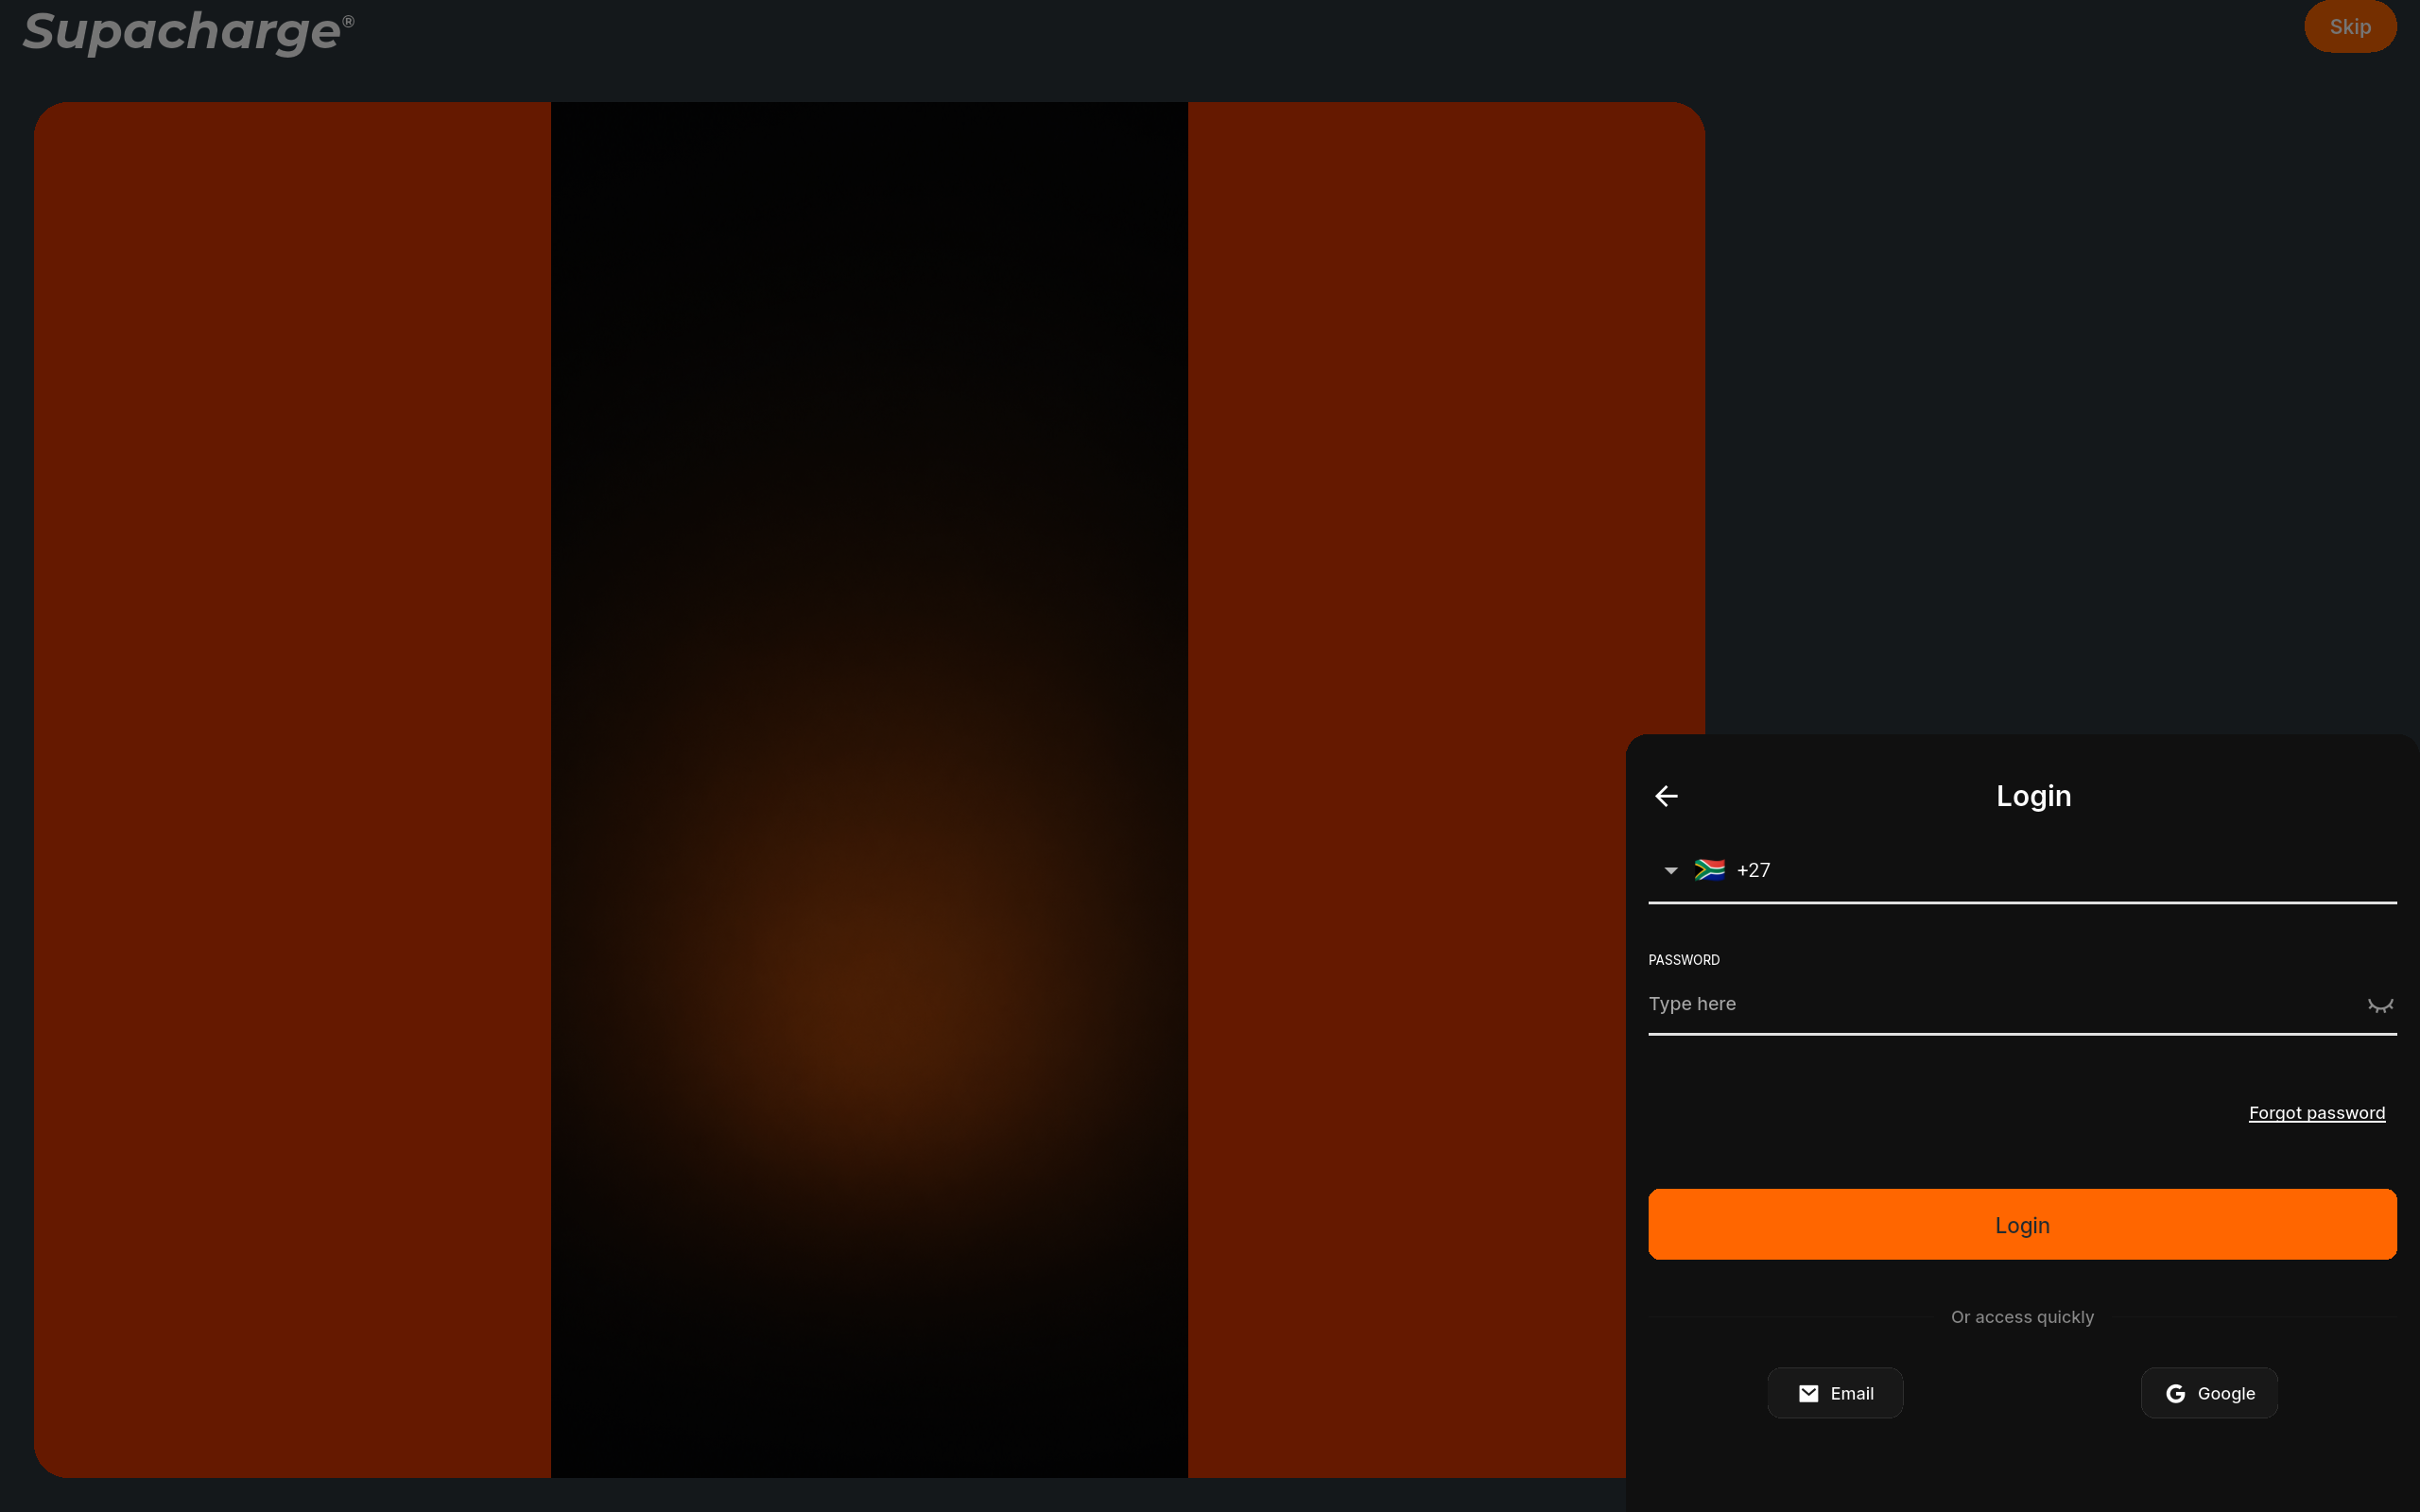 Supacharge®
Skip
Login
+27
PASSWORD
Type here
Forgot password
Login
Or access quickly
Email
Google